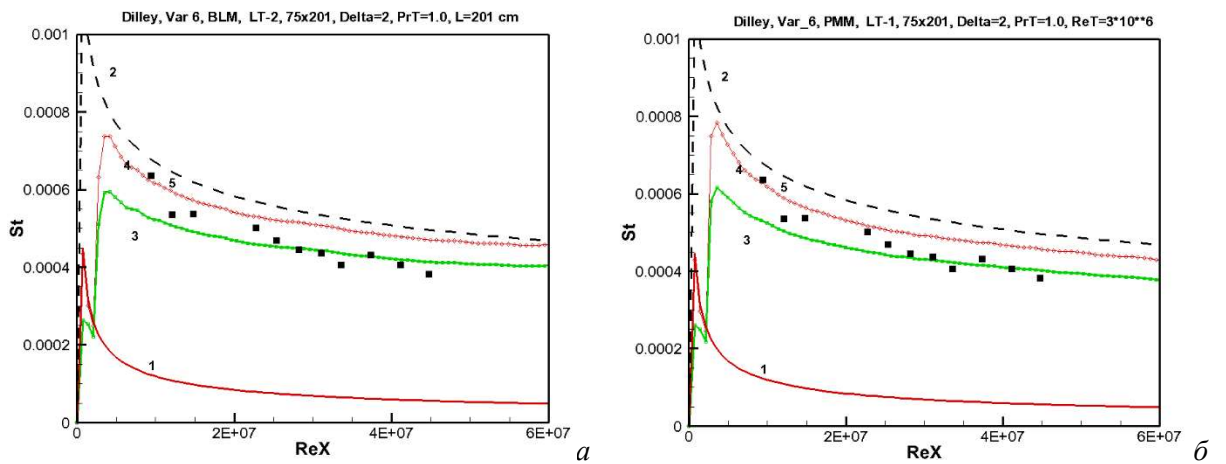 Dilley, Var 6, BLM, LT-2, 75x201, Delta=2, PrT=1.0, L=201 cm
0.001
0.0008
0.0006
0.0004
0.0002
0
St
2
4
5
3
1
0
2E+07
4E+07
6E+07
ReX
а
Dilley, Var_6, PMM, LT-1, 75x201, Delta=2, PrT=1.0, ReT=3*10**6
0.001
0.0008
0.0006
0.0004
0.0002
0
St
2
4
5
3
1
0
2E+07
4E+07
6E+07
ReX
б